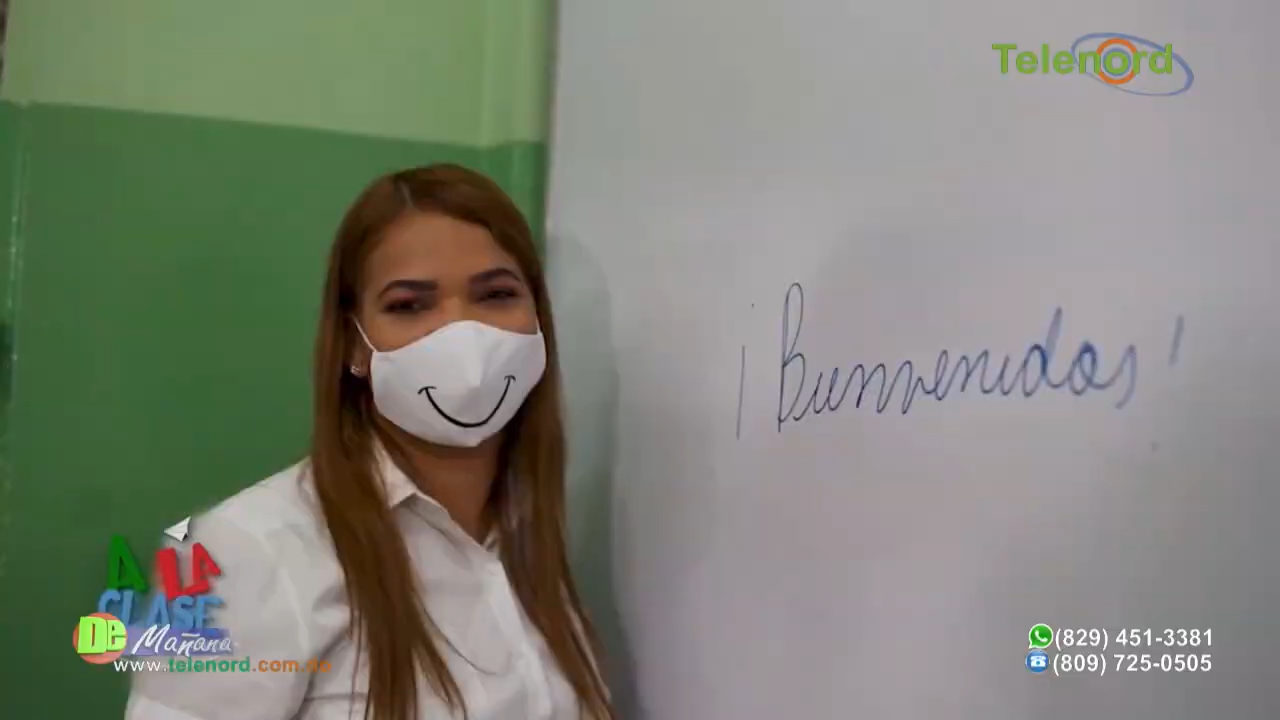 Telenord
¡Bienvenidos!
A LA
CLASE
De Mañana
www.telenord.com.do
(829) 451-3381
(809) 725-0505